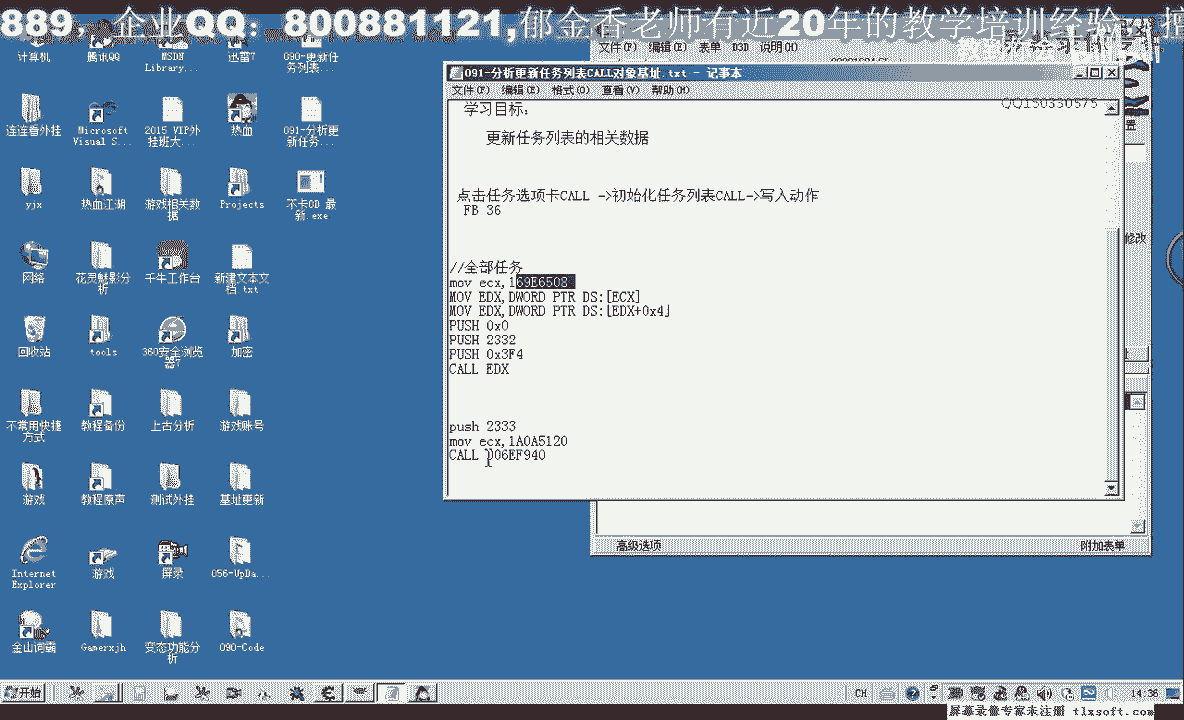 889，企业QQ：800881121,郁金香老师有近20年的教学培训经验
文件(F) 编辑(E) 表单 DGD 说明(H)
091-分析更新任务列表CALL对象基址.txt - 记事本
文件(F) 编辑(E) 格式(O) 查看(V) 帮助(H)
QQ150330575
学习目标：
更新任务列表的相关数据
点击任务选项卡CALL ->初始化任务列表CALL->写入动作
FB 36
//全部任务
mov ecx,169E6508
MOV EDX,DWORD PTR DS:[ECX]
MOV EDX,DWORD PTR DS:[EDX+0x4]
PUSH 0x0
PUSH 2332
PUSH 0x3F4
CALL EDX
push 2333
mov ecx,1A0A5120
CALL 006EF940
修改
高级选项
附加表单
计算机
腾讯QQ
MSDN Library...
迅雷7
090-更新任务列表...
连连看外挂
Microsoft Visual S...
2015 VIP外挂班大...
热血
091-分析更新任务...
yjx
热血江湖
游戏相关数据
Projects
不卡OD 最新.exe
网络
花灵魅影分析
千牛工作台
新建文本文档.txt
回收站
tools
360安全浏览器7
加密
不常用快捷方式
教程备份
上古分析
游戏账号
游戏
教程原声
测试外挂
基址更新
Internet Explorer
游戏
屏录
056-UpDa...
金山词霸
Gamerxjh
变态功能分析
090-Code
开始
CH
14:36
屏幕录像专家未注册 tlxsoft.com